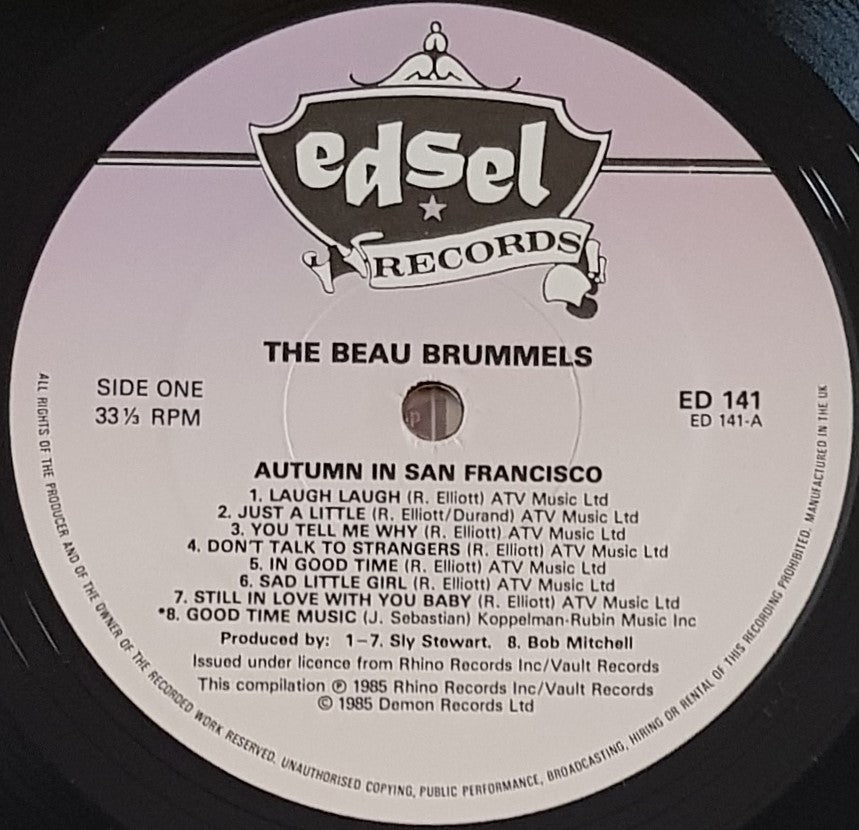 edsel
RECORDS
THE BEAU BRUMMELS
SIDE ONE
33 ⅓ RPM
ED 141
ED 141-A
AUTUMN IN SAN FRANCISCO
1. LAUGH LAUGH (R. Elliott) ATV Music Ltd
2. JUST A LITTLE (R. Elliott/Durand) ATV Music Ltd
3. YOU TELL ME WHY (R. Elliott) ATV Music Ltd
4. DON'T TALK TO STRANGERS (R. Elliott) ATV Music Ltd
5. IN GOOD TIME (R. Elliott) ATV Music Ltd
6. SAD LITTLE GIRL (R. Elliott) ATV Music Ltd
7. STILL IN LOVE WITH YOU BABY (R. Elliott) ATV Music Ltd
*8. GOOD TIME MUSIC (J. Sebastian) Koppelman-Rubin Music Inc
Produced by: 1-7. Sly Stewart. 8. Bob Mitchell
Issued under licence from Rhino Records Inc/Vault Records
This compilation ℗ 1985 Rhino Records Inc/Vault Records
© 1985 Demon Records Ltd
ALL RIGHTS OF THE PRODUCER AND OF THE OWNER OF THE RECORDED WORK RESERVED. UNAUTHORISED COPYING, PUBLIC PERFORMANCE, BROADCASTING, HIRING OR RENTAL OF THIS RECORDING PROHIBITED. MANUFACTURED IN THE UK